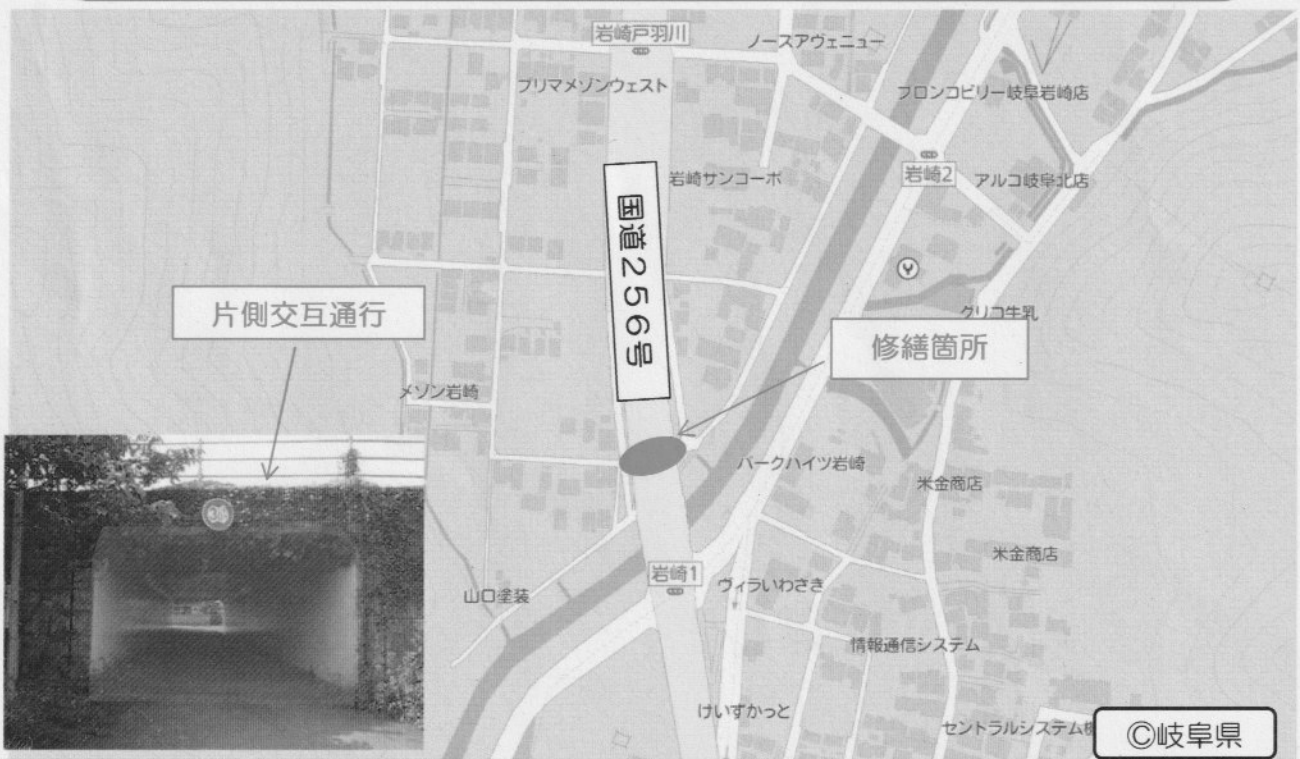 岩崎戸羽川
ノースアヴェニュー
プリマメゾンウェスト
ブロンコビリー岐阜岩崎店
岩崎サンコーポ
岩崎2
アルコ岐阜北店
国道256号
片側交互通行
グリコ牛乳
修繕箇所
メゾン岩崎
パークハイツ岩崎
米金商店
米金商店
岩崎1
ヴィラいわさき
山口塗装
情報通信システム
けいずかっと
セントラルシステム
©岐阜県